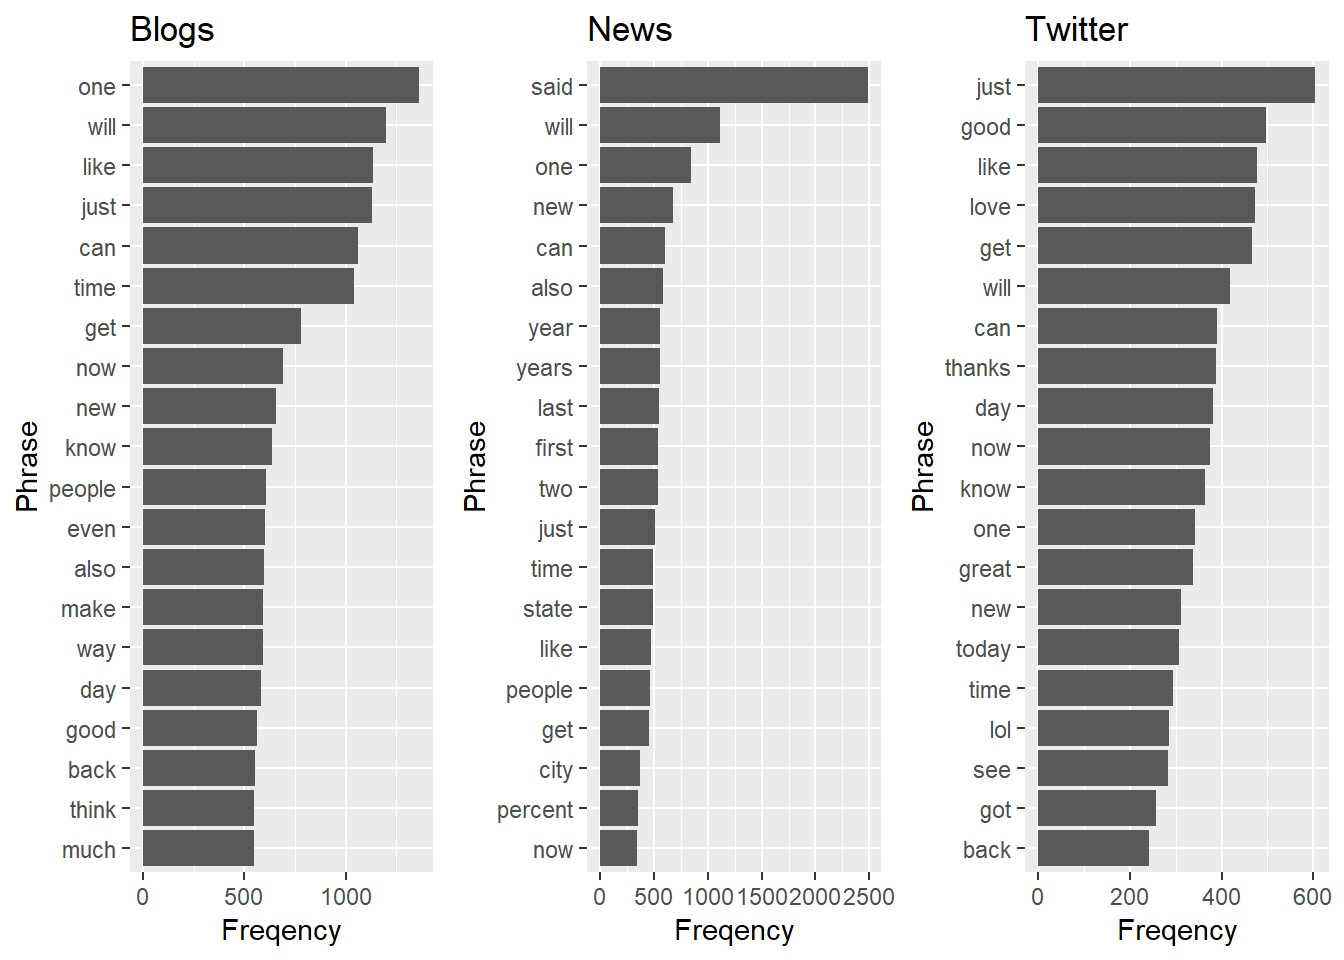 Blogs
Phrase
one
will
like
just
can
time
get
now
new
know
people
even
also
make
way
day
good
back
think
much
0 500 1000
Freqency
News
Phrase
said
will
one
new
can
also
year
years
last
first
two
just
time
state
like
people
get
city
percent
now
0 500 1000 1500 2000 2500
Freqency
Twitter
Phrase
just
good
like
love
get
will
can
thanks
day
now
know
one
great
new
today
time
lol
see
got
back
0 200 400 600
Freqency